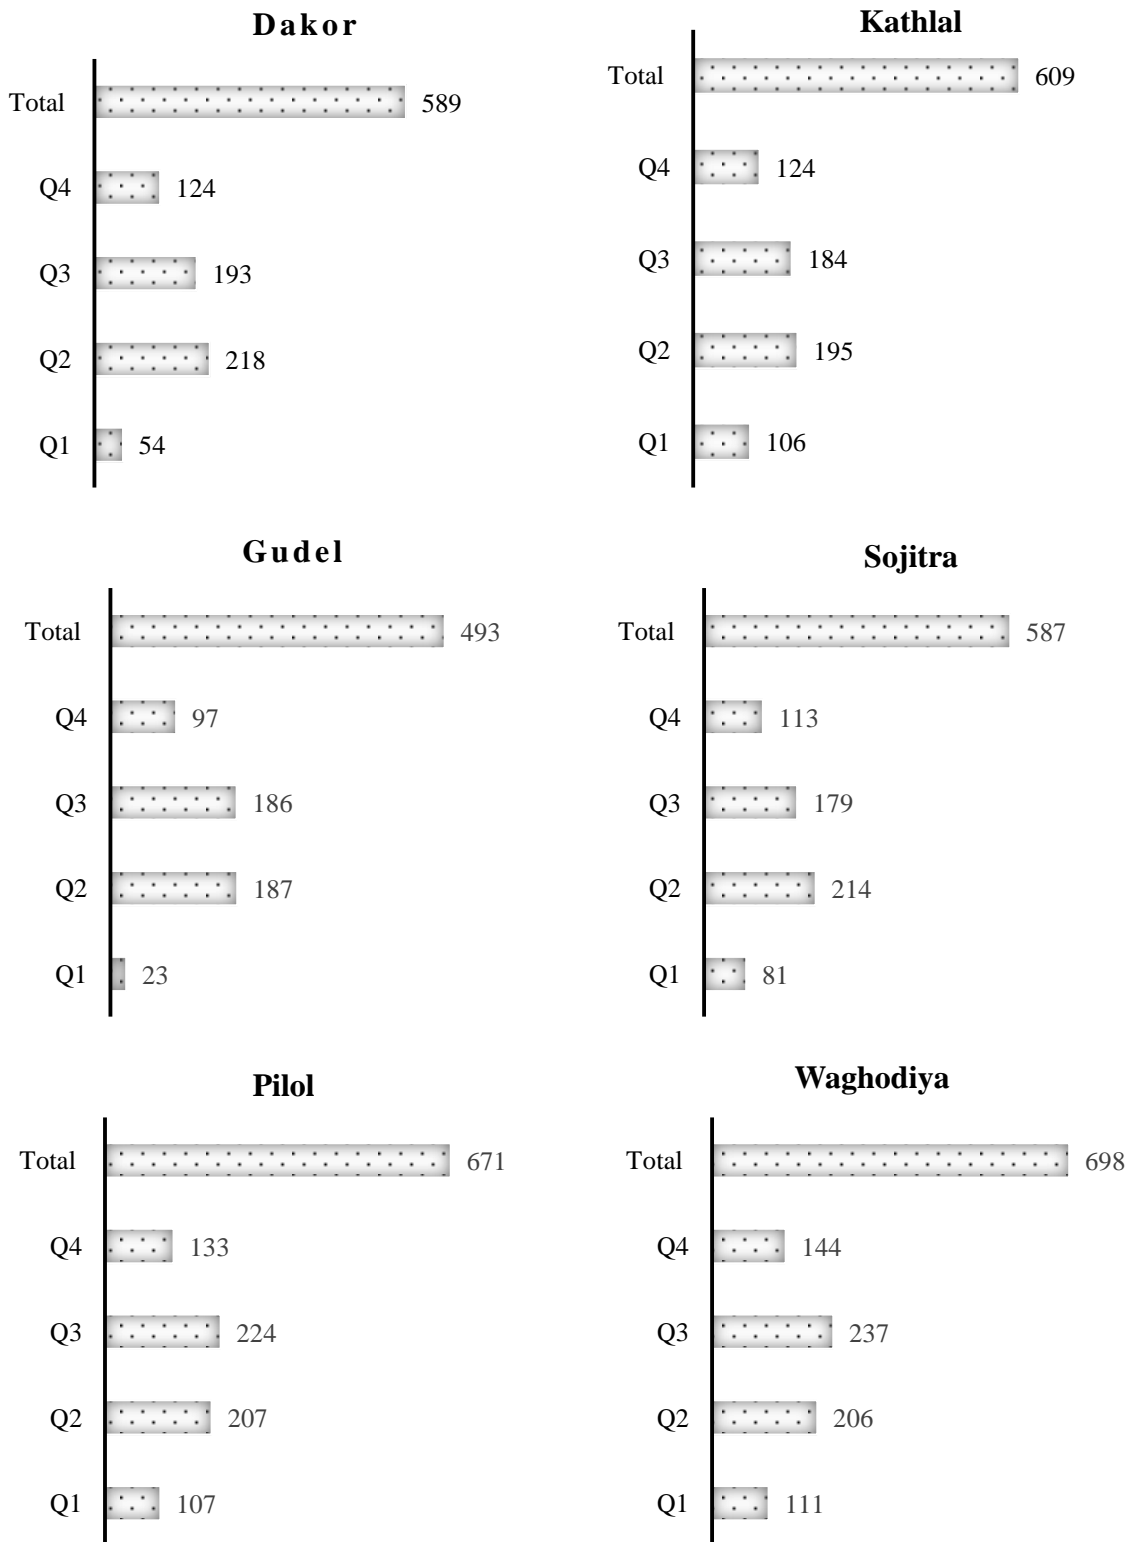 Dakor
Total 589
Q4 124
Q3 193
Q2 218
Q1 54
Kathlal
Total 609
Q4 124
Q3 184
Q2 195
Q1 106
Gudel
Total 493
Q4 97
Q3 186
Q2 187
Q1 23
Sojitra
Total 587
Q4 113
Q3 179
Q2 214
Q1 81
Pilol
Total 671
Q4 133
Q3 224
Q2 207
Q1 107
Waghodiya
Total 698
Q4 144
Q3 237
Q2 206
Q1 111